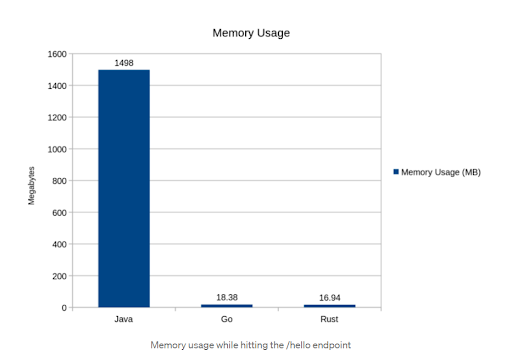 Memory Usage
1600
1400
1200
1000
800
600
400
200
0
Megabytes
1498
18.38
16.94
Java
Go
Rust
Memory Usage (MB)
Memory usage while hitting the /hello endpoint